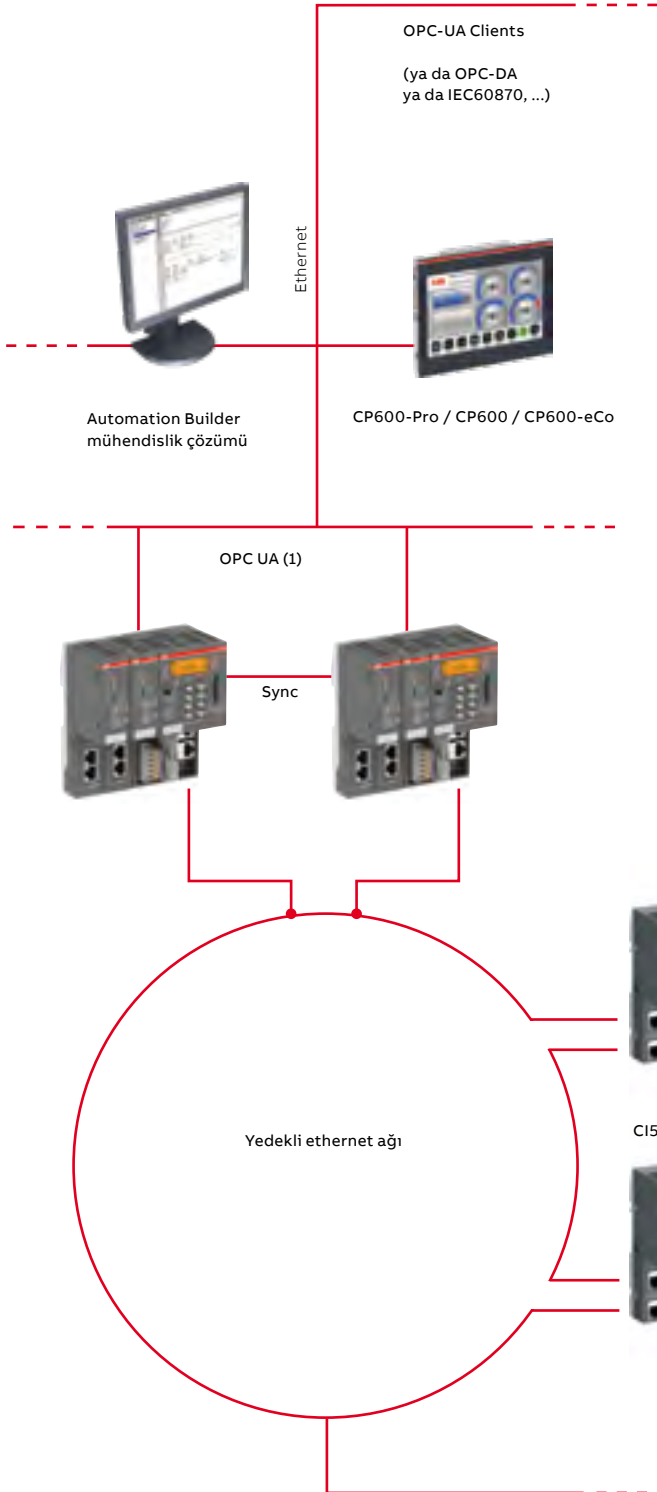 OPC-UA Clients
(ya da OPC-DA
ya da IEC60870, ...)
Ethernet
Automation Builder
mühendislik çözümü
CP600-Pro / CP600 / CP600-eCo
OPC UA (1)
Sync
Yedekli ethernet ağı
CI5